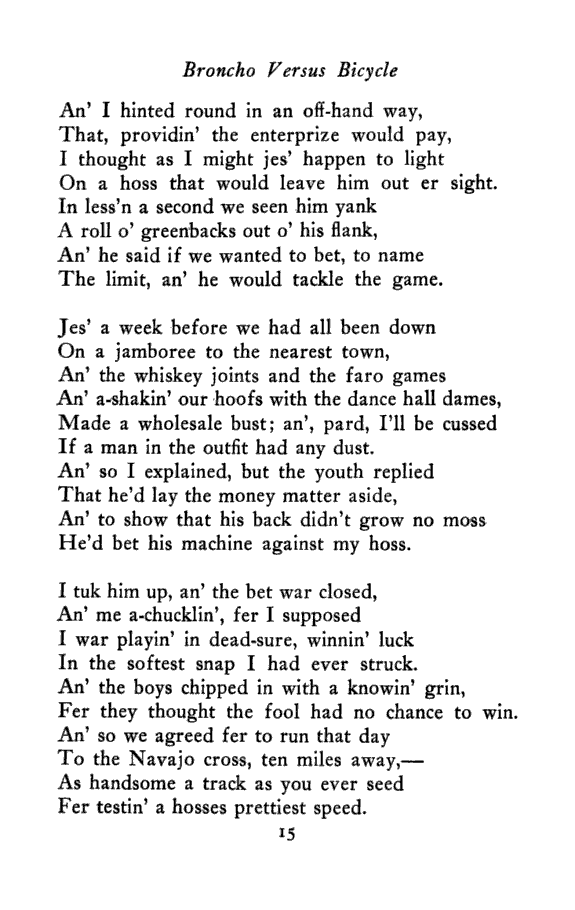 Broncho Versus Bicycle
An' I hinted round in an off-hand way,
That, providin' the enterprize would pay,
I thought as I might jes' happen to light
On a hoss that would leave him out er sight.
In less'n a second we seen him yank
A roll o' greenbacks out o' his flank,
An' he said if we wanted to bet, to name
The limit, an' he would tackle the game.
Jes' a week before we had all been down
On a jamboree to the nearest town,
An' the whiskey joints and the faro games
An' a-shakin' our hoofs with the dance hall dames,
Made a wholesale bust; an', pard, I'll be cussed
If a man in the outfit had any dust.
An' so I explained, but the youth replied
That he'd lay the money matter aside,
An' to show that his back didn't grow no moss
He'd bet his machine against my hoss.
I tuk him up, an' the bet war closed,
An' me a-chucklin', fer I supposed
I war playin' in dead-sure, winnin' luck
In the softest snap I had ever struck.
An' the boys chipped in with a knowin' grin,
Fer they thought the fool had no chance to win.
An' so we agreed fer to run that day
To the Navajo cross, ten miles away,—
As handsome a track as you ever seed
Fer testin' a hosses prettiest speed.
15